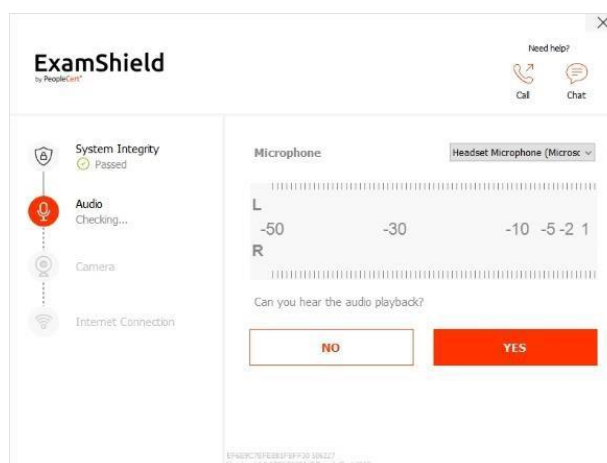 Need help?
ExamShield
by PeopleCert®
Call
Chat
System Integrity
Passed
Audio
Checking...
Camera
Internet Connection
Microphone
Headset Microphone (Microsc
L
-50 -30 -10 -5 -2 1
R
Can you hear the audio playback?
NO
YES